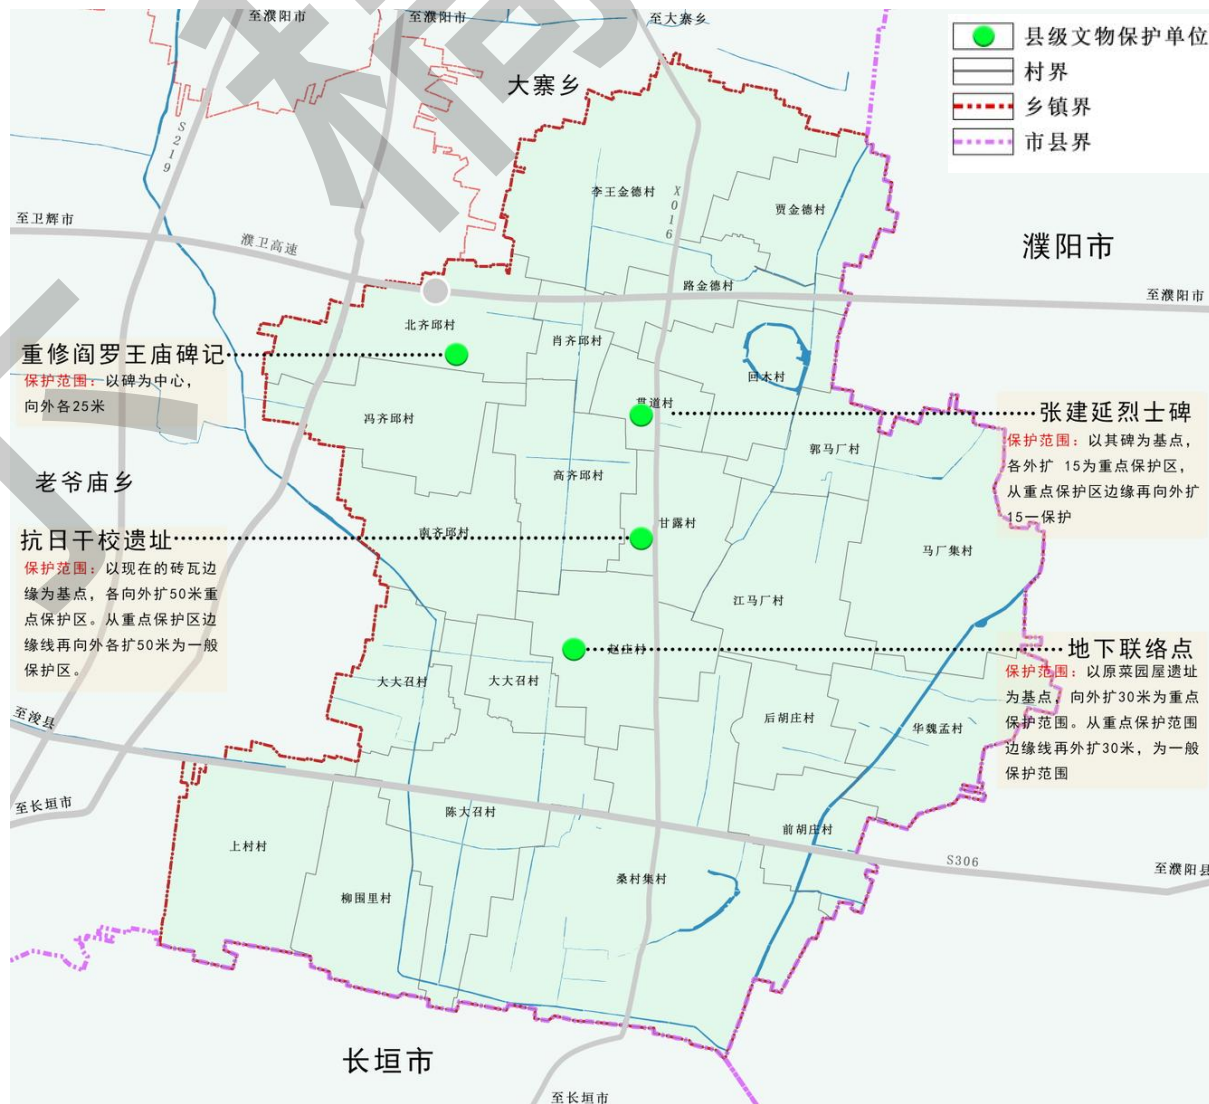 至濮阳市
至濮阳市
至大寨乡
县级文物保护单位
村界
乡镇界
市县界
大寨乡
S219
X016
李王金德村
贾金德村
至卫辉市
濮卫高速
濮阳市
路金德村
至濮阳市
北齐邱村
肖齐邱村
回木村
重修阎罗王庙碑记
保护范围：以碑为中心，
向外各25米
冯齐邱村
贯道村
张建延烈士碑
保护范围：以其碑为基点，
各外扩 15为重点保护区，
从重点保护区边缘再向外扩
15一保护
郭马厂村
高齐邱村
老爷庙乡
南齐邱村
甘露村
马厂集村
抗日干校遗址
保护范围：以现在的砖瓦边
缘为基点，各向外扩50米重
点保护区。从重点保护区边
缘线再向外各扩50米为一般
保护区。
江马厂村
赵庄村
地下联络点
保护范围：以原菜园屋遗址
为基点，向外扩30米为重点
保护范围。从重点保护范围
边缘线再外扩30米，为一般
保护范围
大大召村
大大召村
后胡庄村
华魏孟村
至浚县
至长垣市
陈大召村
前胡庄村
上村村
S306
至濮阳县
桑村集村
柳围里村
长垣市
至长垣市